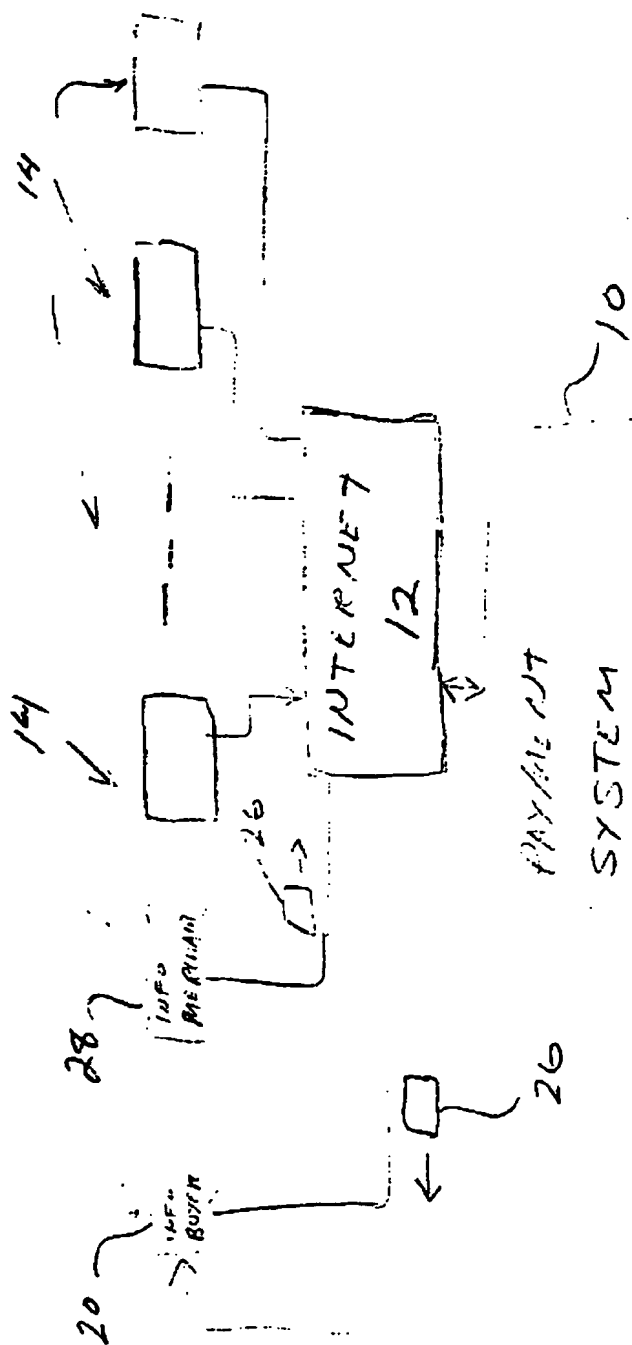 20
28
14
14
INFO
BUYER
INFO
MERCHANT
26
INTERNET
12
26
PAYMENT
SYSTEM
10